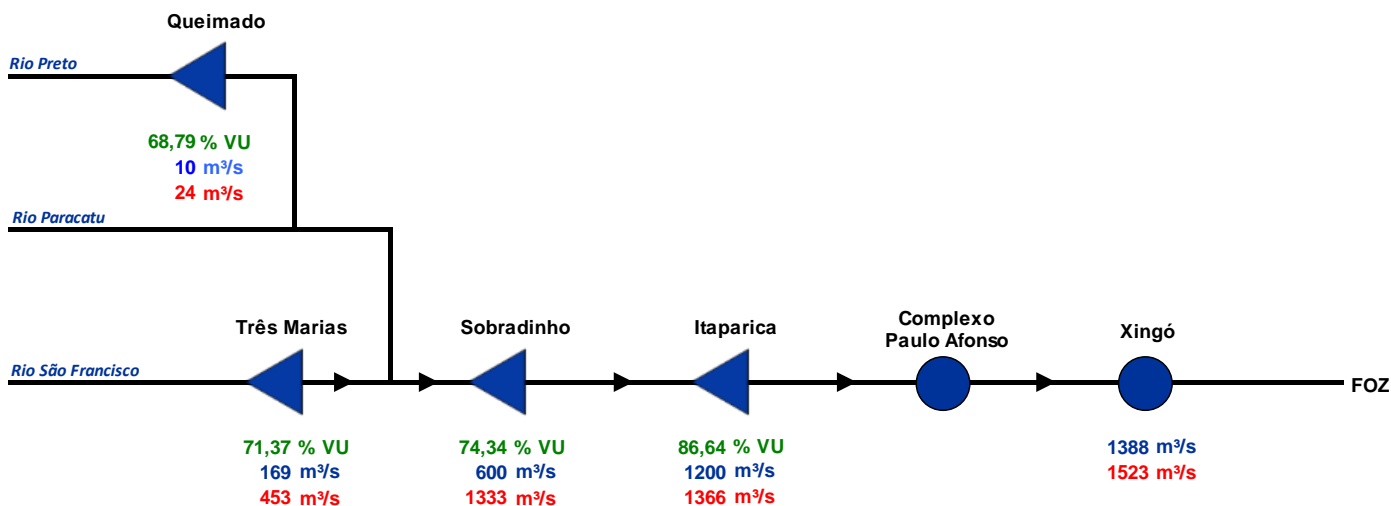 Queimado
Rio Preto
68,79 % VU
10 m³/s
24 m³/s
Rio Paracatu
Três Marias
Sobradinho
Itaparica
Complexo
Paulo Afonso
Xingó
Rio São Francisco
FOZ
71,37 % VU
169 m³/s
453 m³/s
74,34 % VU
600 m³/s
1333 m³/s
86,64 % VU
1200 m³/s
1366 m³/s
1388 m³/s
1523 m³/s